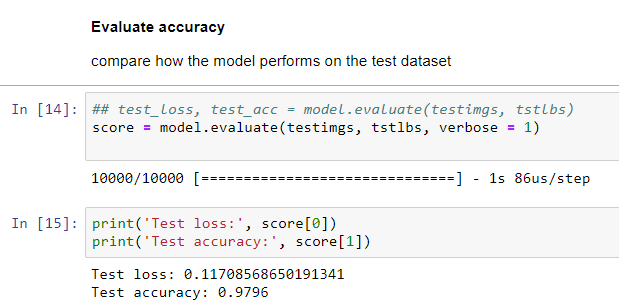 Evaluate accuracy
compare how the model performs on the test dataset
In [14]: ## test_loss, test_acc = model.evaluate(testimgs, tstlbs)
score = model.evaluate(testimgs, tstlbs, verbose = 1)
10000/10000 [==============================] - 1s 86us/step
In [15]: print('Test loss:', score[0])
print('Test accuracy:', score[1])
Test loss: 0.11708568650191341
Test accuracy: 0.9796